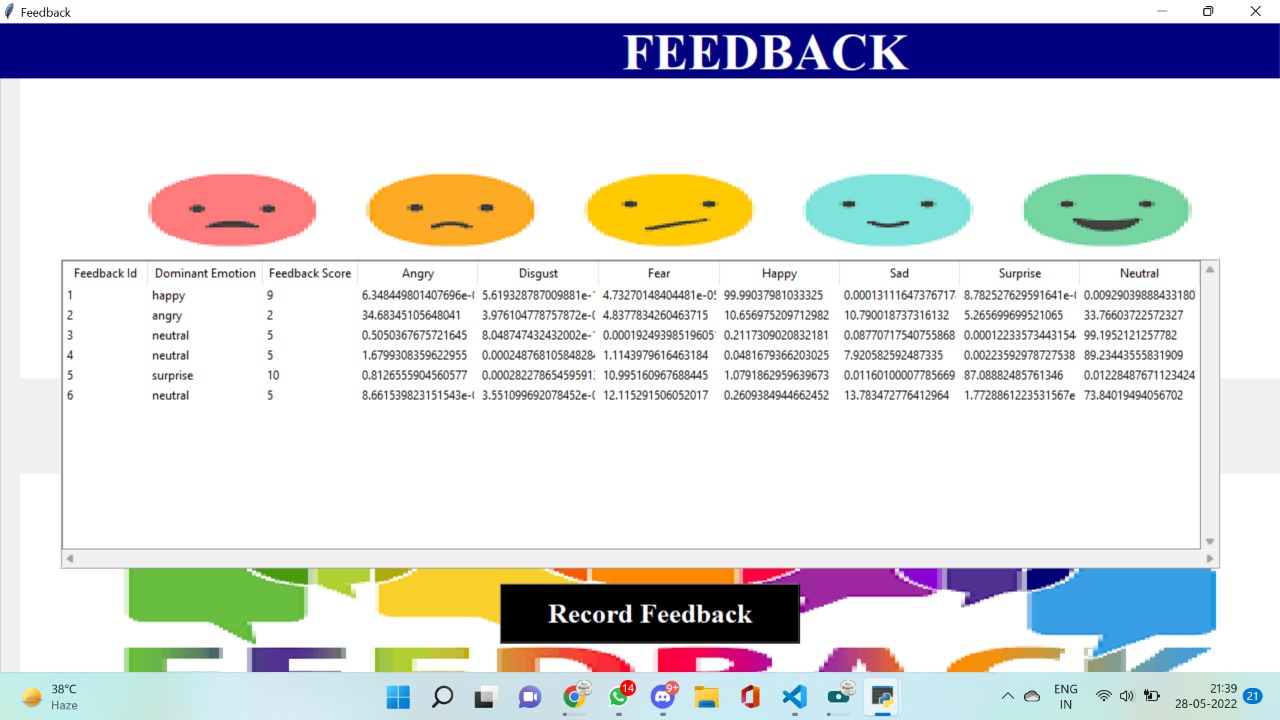 Feedback
FEEDBACK
Feedback Id Dominant Emotion Feedback Score Angry Disgust Fear Happy Sad Surprise Neutral
1 happy 9 6.348449801407696e-( 5.619328787009881e- 4.73270148404481e-05 99.99037981033325 0.00013111647376717 8.782527629591641e-( 0.00929039888433180
2 angry 2 34.68345105648041 3.976104778757872e-( 4.8377834260463715 10.656975209712982 10.790018737316132 5.265699699521065 33.76603722572327
3 neutral 5 0.5050367675721645 8.048747432432002e- 0.00019249398519605 0.2117309020832181 0.08770717540755868 0.00012233573443154 99.1952121257782
4 neutral 5 1.6799308359622955 0.00024876810584828 1.1143979616463184 0.0481679366203025 7.920582592487335 0.00223592978727538 89.23443555831909
5 surprise 10 0.8126555904560577 0.00028227865459591 10.995160967688445 1.0791862959639673 0.01160100007785669 87.08882485761346 0.01228487671123424
6 neutral 5 8.661539823151543e-( 3.551099692078452e-( 12.115291506052017 0.2609384944662452 13.783472776412964 1.7728861223531567e 73.84019494056702
Record Feedback
FEEDBACK
38°C
Haze
14
9+
ENG
IN
21:39
28-05-2022
21